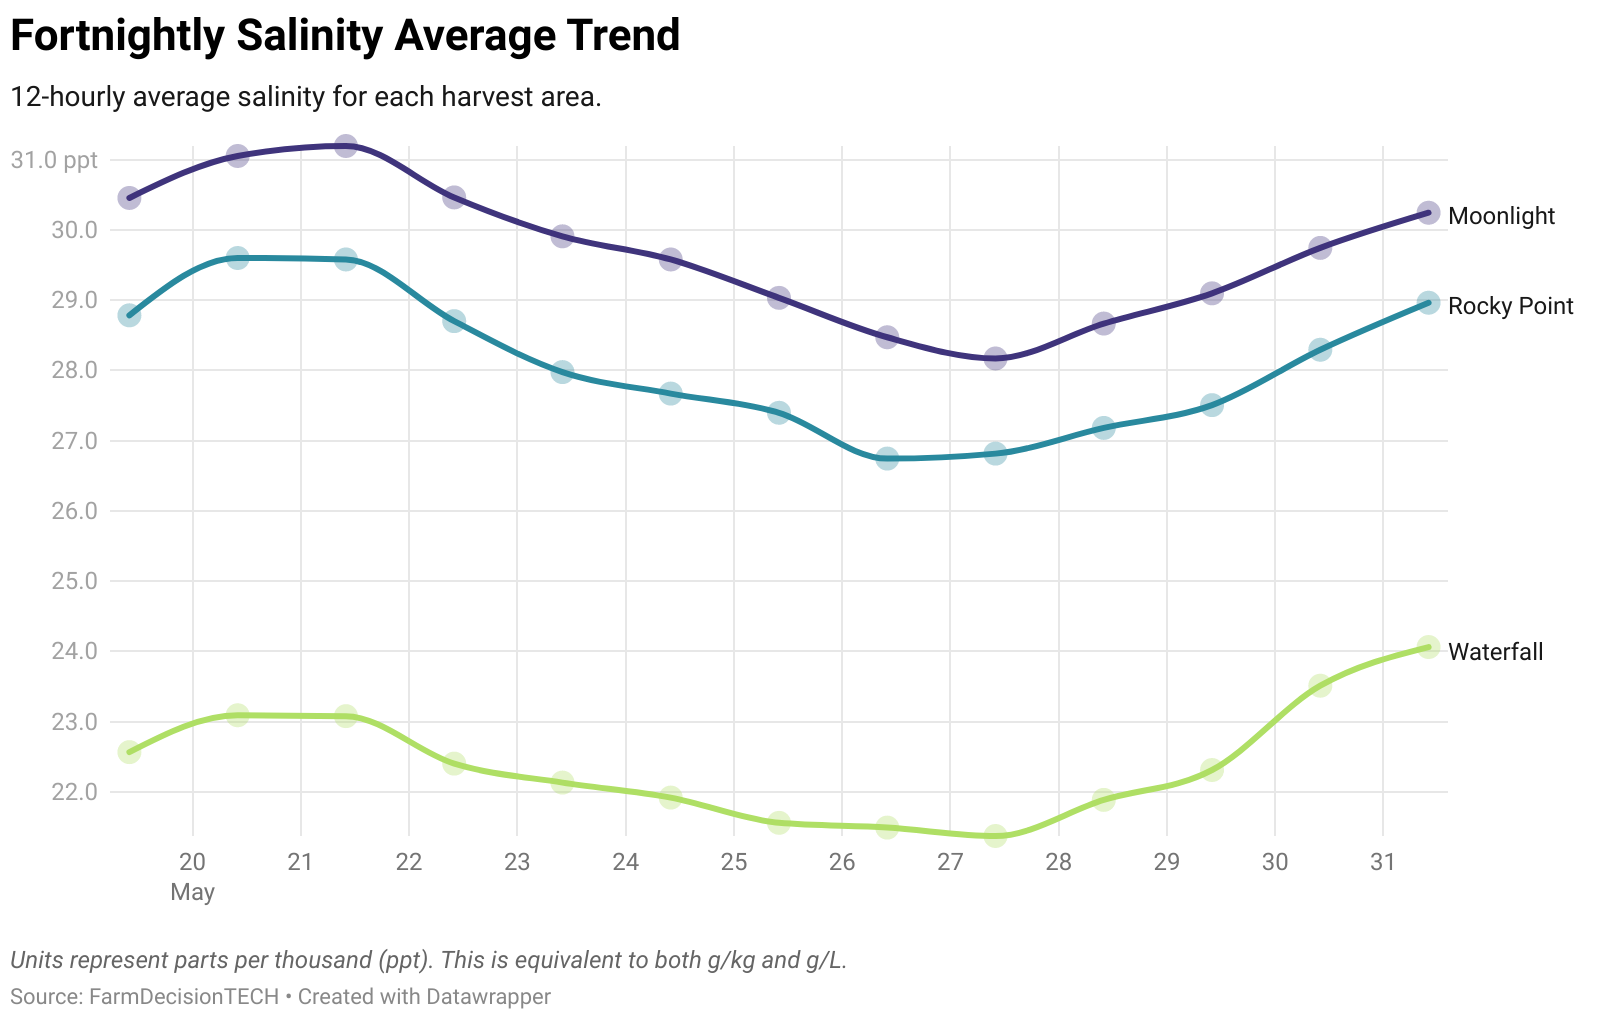 Fortnightly Salinity Average Trend
12-hourly average salinity for each harvest area.
31.0 ppt
30.0
29.0
28.0
27.0
26.0
25.0
24.0
23.0
22.0
Moonlight
Rocky Point
Waterfall
20 21 22 23 24 25 26 27 28 29 30 31
May
Units represent parts per thousand (ppt). This is equivalent to both g/kg and g/L.
Source: FarmDecisionTECH • Created with Datawrapper